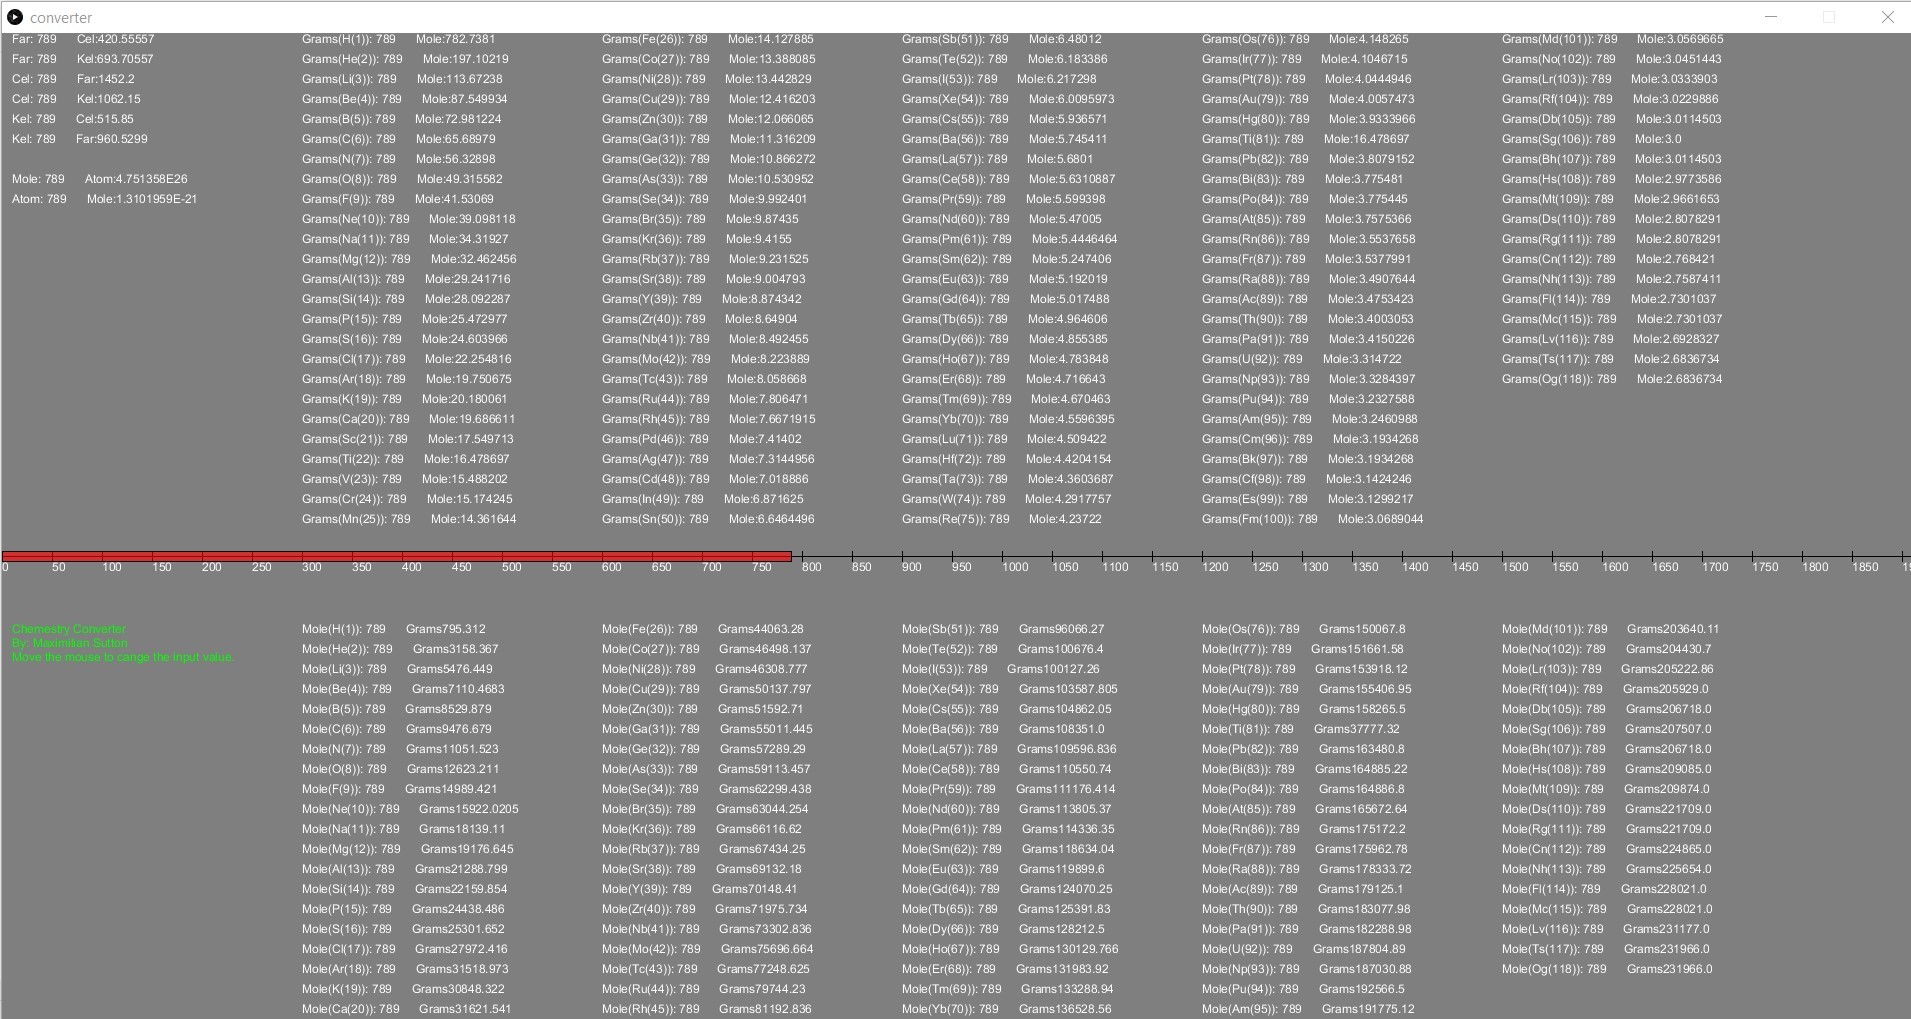 converter
Far: 789 Cel:420.55557
Far: 789 Kel:693.70557
Cel: 789 Far:1452.2
Cel: 789 Kel:1062.15
Kel: 789 Cel:515.85
Kel: 789 Far:960.5299
Mole: 789 Atom:4.751358E26
Atom: 789 Mole:1.3101959E-21
Grams(H(1)): 789 Mole:782.7381
Grams(He(2)): 789 Mole:197.10219
Grams(Li(3)): 789 Mole:113.67238
Grams(Be(4)): 789 Mole:87.549934
Grams(B(5)): 789 Mole:72.981224
Grams(C(6)): 789 Mole:65.68979
Grams(N(7)): 789 Mole:56.32898
Grams(O(8)): 789 Mole:49.315582
Grams(F(9)): 789 Mole:41.53069
Grams(Ne(10)): 789 Mole:39.098118
Grams(Na(11)): 789 Mole:34.31927
Grams(Mg(12)): 789 Mole:32.462456
Grams(Al(13)): 789 Mole:29.241716
Grams(Si(14)): 789 Mole:28.092287
Grams(P(15)): 789 Mole:25.472977
Grams(S(16)): 789 Mole:24.603966
Grams(Cl(17)): 789 Mole:22.254816
Grams(Ar(18)): 789 Mole:19.750675
Grams(K(19)): 789 Mole:20.180061
Grams(Ca(20)): 789 Mole:19.686611
Grams(Sc(21)): 789 Mole:17.549713
Grams(Ti(22)): 789 Mole:16.478697
Grams(V(23)): 789 Mole:15.488202
Grams(Cr(24)): 789 Mole:15.174245
Grams(Mn(25)): 789 Mole:14.361644
Grams(Fe(26)): 789 Mole:14.127885
Grams(Co(27)): 789 Mole:13.388085
Grams(Ni(28)): 789 Mole:13.442829
Grams(Cu(29)): 789 Mole:12.416203
Grams(Zn(30)): 789 Mole:12.066065
Grams(Ga(31)): 789 Mole:11.316209
Grams(Ge(32)): 789 Mole:10.866272
Grams(As(33)): 789 Mole:10.530952
Grams(Se(34)): 789 Mole:9.992401
Grams(Br(35)): 789 Mole:9.87435
Grams(Kr(36)): 789 Mole:9.4155
Grams(Rb(37)): 789 Mole:9.231525
Grams(Sr(38)): 789 Mole:9.004793
Grams(Y(39)): 789 Mole:8.874342
Grams(Zr(40)): 789 Mole:8.64904
Grams(Nb(41)): 789 Mole:8.492455
Grams(Mo(42)): 789 Mole:8.223889
Grams(Tc(43)): 789 Mole:8.058668
Grams(Ru(44)): 789 Mole:7.806471
Grams(Rh(45)): 789 Mole:7.6671915
Grams(Pd(46)): 789 Mole:7.41402
Grams(Ag(47)): 789 Mole:7.3144956
Grams(Cd(48)): 789 Mole:7.018886
Grams(In(49)): 789 Mole:6.871625
Grams(Sn(50)): 789 Mole:6.6464496
Grams(Sb(51)): 789 Mole:6.48012
Grams(Te(52)): 789 Mole:6.183386
Grams(I(53)): 789 Mole:6.217298
Grams(Xe(54)): 789 Mole:6.0095973
Grams(Cs(55)): 789 Mole:5.936571
Grams(Ba(56)): 789 Mole:5.745411
Grams(La(57)): 789 Mole:5.6801
Grams(Ce(58)): 789 Mole:5.6310887
Grams(Pr(59)): 789 Mole:5.599398
Grams(Nd(60)): 789 Mole:5.47005
Grams(Pm(61)): 789 Mole:5.4446464
Grams(Sm(62)): 789 Mole:5.247406
Grams(Eu(63)): 789 Mole:5.192019
Grams(Gd(64)): 789 Mole:5.017488
Grams(Tb(65)): 789 Mole:4.964606
Grams(Dy(66)): 789 Mole:4.855385
Grams(Ho(67)): 789 Mole:4.783848
Grams(Er(68)): 789 Mole:4.716643
Grams(Tm(69)): 789 Mole:4.670463
Grams(Yb(70)): 789 Mole:4.5596395
Grams(Lu(71)): 789 Mole:4.509422
Grams(Hf(72)): 789 Mole:4.4204154
Grams(Ta(73)): 789 Mole:4.3603687
Grams(W(74)): 789 Mole:4.2917757
Grams(Re(75)): 789 Mole:4.23722
Grams(Os(76)): 789 Mole:4.148265
Grams(Ir(77)): 789 Mole:4.1046715
Grams(Pt(78)): 789 Mole:4.0444946
Grams(Au(79)): 789 Mole:4.0057473
Grams(Hg(80)): 789 Mole:3.9333966
Grams(Ti(81)): 789 Mole:16.478697
Grams(Pb(82)): 789 Mole:3.8079152
Grams(Bi(83)): 789 Mole:3.775481
Grams(Po(84)): 789 Mole:3.775445
Grams(At(85)): 789 Mole:3.7575366
Grams(Rn(86)): 789 Mole:3.5537658
Grams(Fr(87)): 789 Mole:3.5377991
Grams(Ra(88)): 789 Mole:3.4907644
Grams(Ac(89)): 789 Mole:3.4753423
Grams(Th(90)): 789 Mole:3.4003053
Grams(Pa(91)): 789 Mole:3.4150226
Grams(U(92)): 789 Mole:3.314722
Grams(Np(93)): 789 Mole:3.3284397
Grams(Pu(94)): 789 Mole:3.2327588
Grams(Am(95)): 789 Mole:3.2460988
Grams(Cm(96)): 789 Mole:3.1934268
Grams(Bk(97)): 789 Mole:3.1934268
Grams(Cf(98)): 789 Mole:3.1424246
Grams(Es(99)): 789 Mole:3.1299217
Grams(Fm(100)): 789 Mole:3.0689044
Grams(Md(101)): 789 Mole:3.0569665
Grams(No(102)): 789 Mole:3.0451443
Grams(Lr(103)): 789 Mole:3.0333903
Grams(Rf(104)): 789 Mole:3.0229886
Grams(Db(105)): 789 Mole:3.0114503
Grams(Sg(106)): 789 Mole:3.0
Grams(Bh(107)): 789 Mole:3.0114503
Grams(Hs(108)): 789 Mole:2.9773586
Grams(Mt(109)): 789 Mole:2.9661653
Grams(Ds(110)): 789 Mole:2.8078291
Grams(Rg(111)): 789 Mole:2.8078291
Grams(Cn(112)): 789 Mole:2.768421
Grams(Nh(113)): 789 Mole:2.7587411
Grams(Fl(114)): 789 Mole:2.7301037
Grams(Mc(115)): 789 Mole:2.7301037
Grams(Lv(116)): 789 Mole:2.6928327
Grams(Ts(117)): 789 Mole:2.6836734
Grams(Og(118)): 789 Mole:2.6836734
0 50 100 150 200 250 300 350 400 450 500 550 600 650 700 750 800 850 900 950 1000 1050 1100 1150 1200 1250 1300 1350 1400 1450 1500 1550 1600 1650 1700 1750 1800 1850
Chemestry Converter
By: Maximilian Sutton
Move the mouse to cange the input value.
Mole(H(1)): 789 Grams795.312
Mole(He(2)): 789 Grams3158.367
Mole(Li(3)): 789 Grams5476.449
Mole(Be(4)): 789 Grams7110.4683
Mole(B(5)): 789 Grams8529.879
Mole(C(6)): 789 Grams9476.679
Mole(N(7)): 789 Grams11051.523
Mole(O(8)): 789 Grams12623.211
Mole(F(9)): 789 Grams14989.421
Mole(Ne(10)): 789 Grams15922.0205
Mole(Na(11)): 789 Grams18139.11
Mole(Mg(12)): 789 Grams19176.645
Mole(Al(13)): 789 Grams21288.799
Mole(Si(14)): 789 Grams22159.854
Mole(P(15)): 789 Grams24438.486
Mole(S(16)): 789 Grams25301.652
Mole(Cl(17)): 789 Grams27972.416
Mole(Ar(18)): 789 Grams31518.973
Mole(K(19)): 789 Grams30848.322
Mole(Ca(20)): 789 Grams31621.541
Mole(Fe(26)): 789 Grams44063.28
Mole(Co(27)): 789 Grams46498.137
Mole(Ni(28)): 789 Grams46308.777
Mole(Cu(29)): 789 Grams50137.797
Mole(Zn(30)): 789 Grams51592.71
Mole(Ga(31)): 789 Grams55011.445
Mole(Ge(32)): 789 Grams57289.29
Mole(As(33)): 789 Grams59113.457
Mole(Se(34)): 789 Grams62299.438
Mole(Br(35)): 789 Grams63044.254
Mole(Kr(36)): 789 Grams66116.62
Mole(Rb(37)): 789 Grams67434.25
Mole(Sr(38)): 789 Grams69132.18
Mole(Y(39)): 789 Grams70148.41
Mole(Zr(40)): 789 Grams71975.734
Mole(Nb(41)): 789 Grams73302.836
Mole(Mo(42)): 789 Grams75696.664
Mole(Tc(43)): 789 Grams77248.625
Mole(Ru(44)): 789 Grams79744.23
Mole(Rh(45)): 789 Grams81192.836
Mole(Sb(51)): 789 Grams96066.27
Mole(Te(52)): 789 Grams100676.4
Mole(I(53)): 789 Grams100127.26
Mole(Xe(54)): 789 Grams103587.805
Mole(Cs(55)): 789 Grams104862.05
Mole(Ba(56)): 789 Grams108351.0
Mole(La(57)): 789 Grams109596.836
Mole(Ce(58)): 789 Grams110550.74
Mole(Pr(59)): 789 Grams111176.414
Mole(Nd(60)): 789 Grams113805.37
Mole(Pm(61)): 789 Grams114336.35
Mole(Sm(62)): 789 Grams118634.04
Mole(Eu(63)): 789 Grams119899.6
Mole(Gd(64)): 789 Grams124070.25
Mole(Tb(65)): 789 Grams125391.83
Mole(Dy(66)): 789 Grams128212.5
Mole(Ho(67)): 789 Grams130129.766
Mole(Er(68)): 789 Grams131983.92
Mole(Tm(69)): 789 Grams133288.94
Mole(Yb(70)): 789 Grams136528.56
Mole(Os(76)): 789 Grams150067.8
Mole(Ir(77)): 789 Grams151661.58
Mole(Pt(78)): 789 Grams153918.12
Mole(Au(79)): 789 Grams155406.95
Mole(Hg(80)): 789 Grams158265.5
Mole(Ti(81)): 789 Grams37777.32
Mole(Pb(82)): 789 Grams163480.8
Mole(Bi(83)): 789 Grams164885.22
Mole(Po(84)): 789 Grams164886.8
Mole(At(85)): 789 Grams165672.64
Mole(Rn(86)): 789 Grams175172.2
Mole(Fr(87)): 789 Grams175962.78
Mole(Ra(88)): 789 Grams178333.72
Mole(Ac(89)): 789 Grams179125.1
Mole(Th(90)): 789 Grams183077.98
Mole(Pa(91)): 789 Grams182288.98
Mole(U(92)): 789 Grams187804.89
Mole(Np(93)): 789 Grams187030.88
Mole(Pu(94)): 789 Grams192566.5
Mole(Am(95)): 789 Grams191775.12
Mole(Md(101)): 789 Grams203640.11
Mole(No(102)): 789 Grams204430.7
Mole(Lr(103)): 789 Grams205222.86
Mole(Rf(104)): 789 Grams205929.0
Mole(Db(105)): 789 Grams206718.0
Mole(Sg(106)): 789 Grams207507.0
Mole(Bh(107)): 789 Grams206718.0
Mole(Hs(108)): 789 Grams209085.0
Mole(Mt(109)): 789 Grams209874.0
Mole(Ds(110)): 789 Grams221709.0
Mole(Rg(111)): 789 Grams221709.0
Mole(Cn(112)): 789 Grams224865.0
Mole(Nh(113)): 789 Grams225654.0
Mole(Fl(114)): 789 Grams228021.0
Mole(Mc(115)): 789 Grams228021.0
Mole(Lv(116)): 789 Grams231177.0
Mole(Ts(117)): 789 Grams231966.0
Mole(Og(118)): 789 Grams231966.0